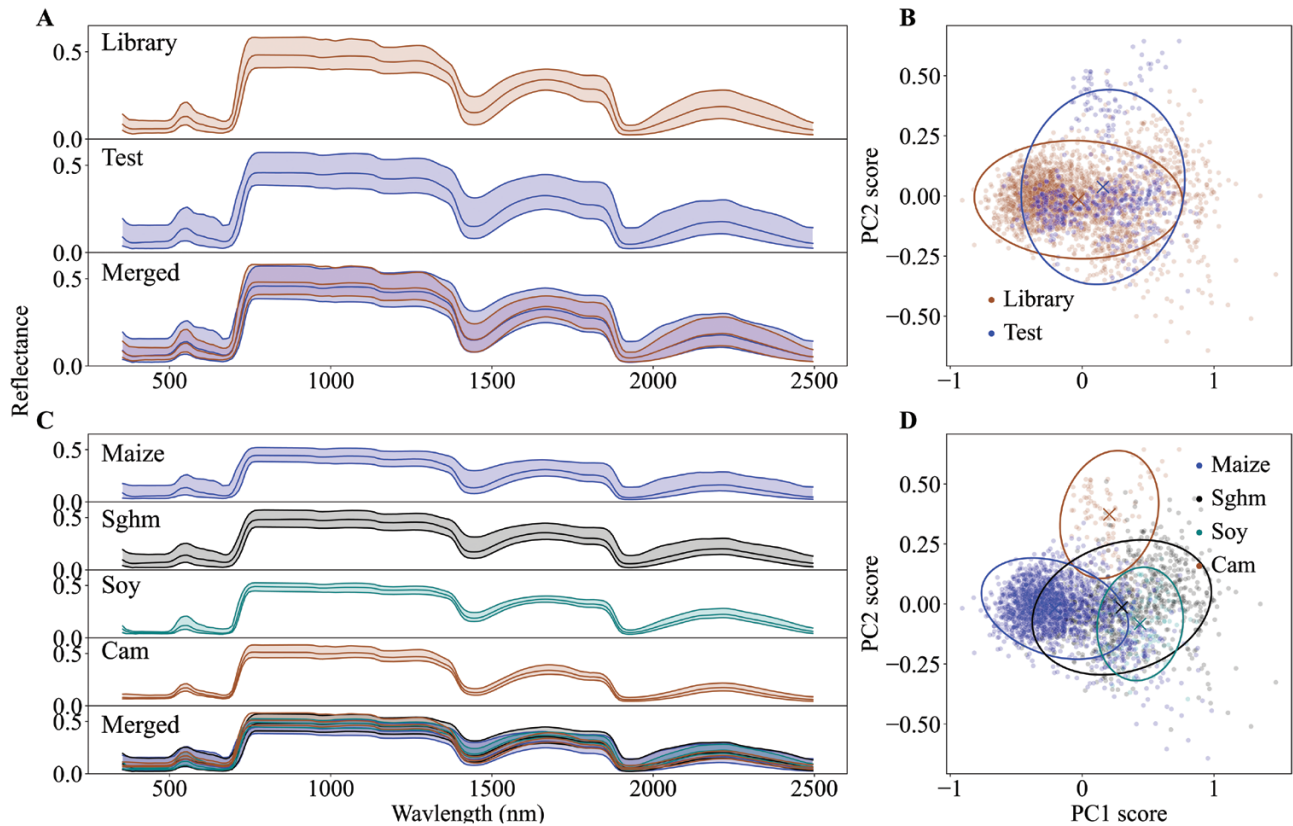 A
B
Library
0.5
0.0
Test
0.5
0.0
Merged
0.5
0.0
500
1000
1500
2000
2500
Reflectance
PC2 score
0.50
0.25
0.00
−0.25
−0.50
Library
Test
−1
0
1
C
D
Maize
0.5
0.0
Sghm
0.5
0.0
Soy
0.5
0.0
Cam
0.5
0.0
Merged
0.5
0.0
500
1000
1500
2000
2500
Wavlength (nm)
PC2 score
0.50
0.25
0.00
−0.25
−0.50
Maize
Sghm
Soy
Cam
−1
0
1
PC1 score